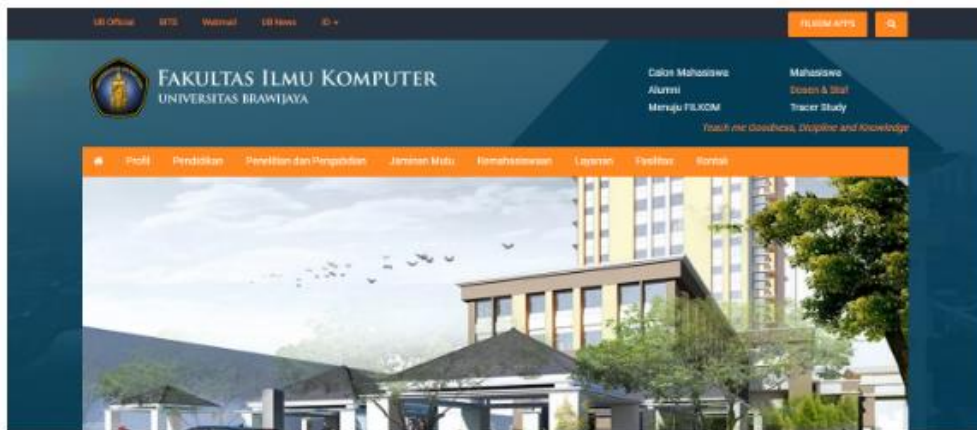 UB Official BITS Webmail UB News ID
FILKOM APPS
FAKULTAS ILMU KOMPUTER
UNIVERSITAS BRAWIJAYA
Calon Mahasiswa Mahasiswa
Alumni Dosen & Staf
Menuju FILKOM Tracer Study
Teach me Goodness, Discipline and Knowledge
Profil Pendidikan Penelitian dan Pengabdian Jaminan Mutu Kemahasiswaan Layanan Fasilitas Kontak